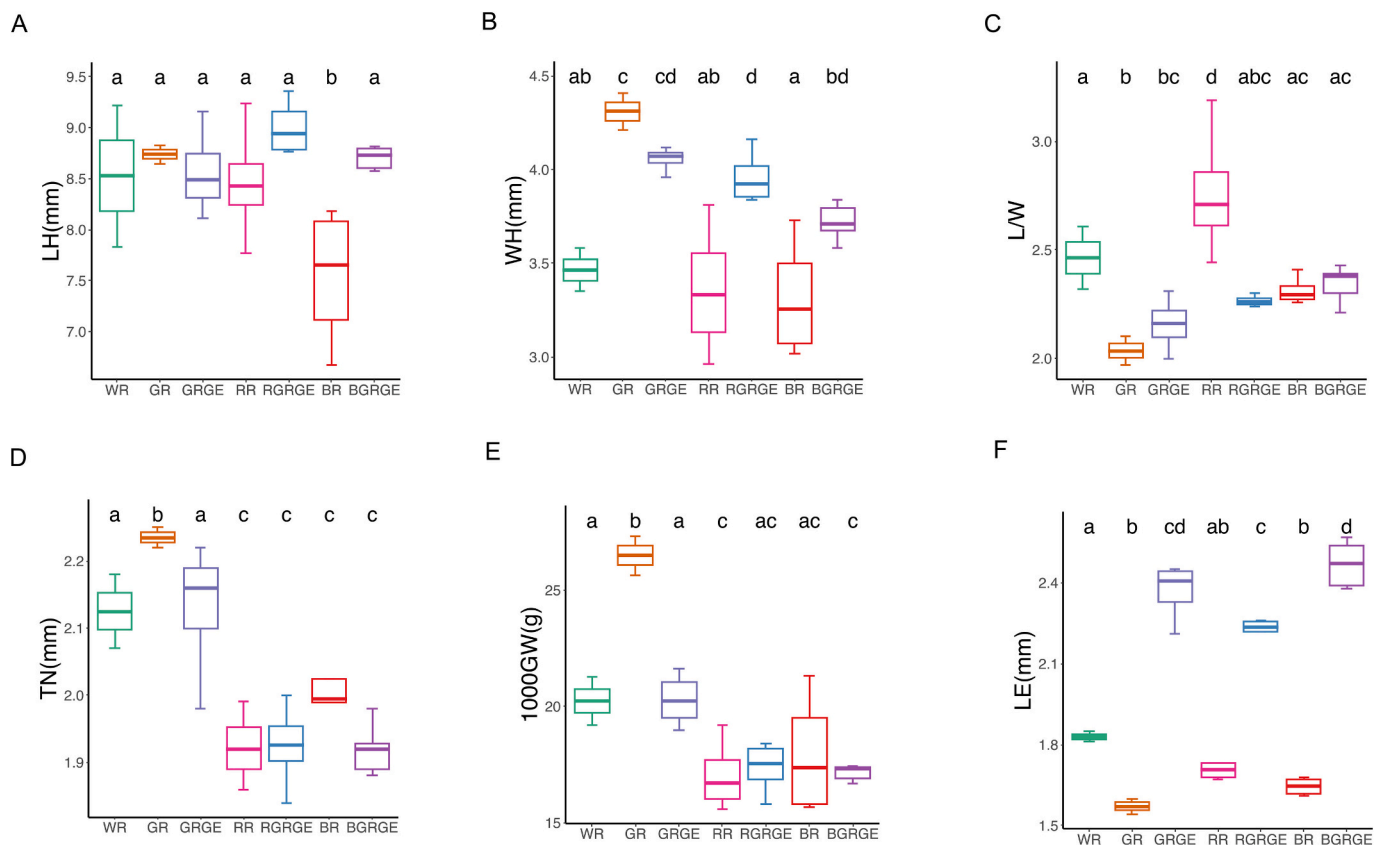 A
LH(mm)
9.5
9.0
8.5
8.0
7.5
7.0
a a a a a b a
WR GR GRGE RR RGRGE BR BGRGE
B
WH(mm)
4.5
4.0
3.5
3.0
ab c cd ab d a bd
WR GR GRGE RR RGRGE BR BGRGE
C
L/W
3.0
2.5
2.0
a b bc d abc ac ac
WR GR GRGE RR RGRGE BR BGRGE
D
TN(mm)
2.2
2.1
2.0
1.9
a b a c c c c
WR GR GRGE RR RGRGE BR BGRGE
E
1000GW(g)
25
20
15
a b a c ac ac c
WR GR GRGE RR RGRGE BR BGRGE
F
LE(mm)
2.4
2.1
1.8
1.5
a b cd ab c b d
WR GR GRGE RR RGRGE BR BGRGE